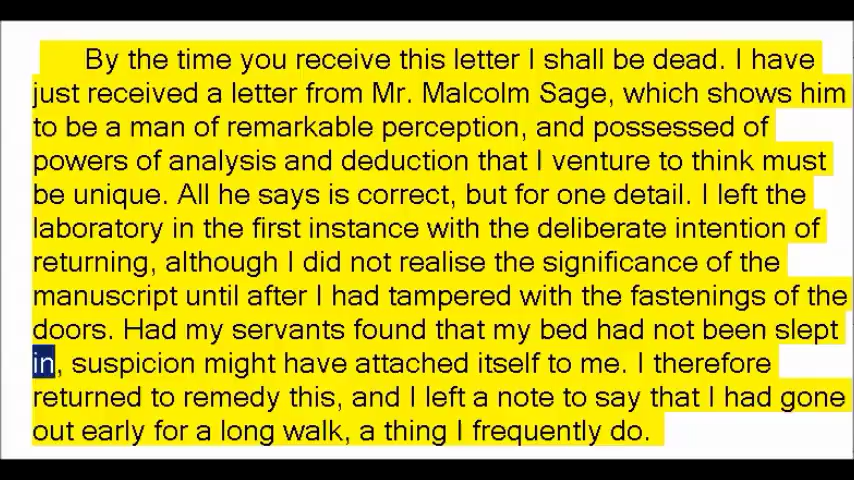 By the time you receive this letter I shall be dead. I have
just received a letter from Mr. Malcolm Sage, which shows him
to be a man of remarkable perception, and possessed of
powers of analysis and deduction that I venture to think must
be unique. All he says is correct, but for one detail. I left the
laboratory in the first instance with the deliberate intention of
returning, although I did not realise the significance of the
manuscript until after I had tampered with the fastenings of the
doors. Had my servants found that my bed had not been slept
in, suspicion might have attached itself to me. I therefore
returned to remedy this, and I left a note to say that I had gone
out early for a long walk, a thing I frequently do.